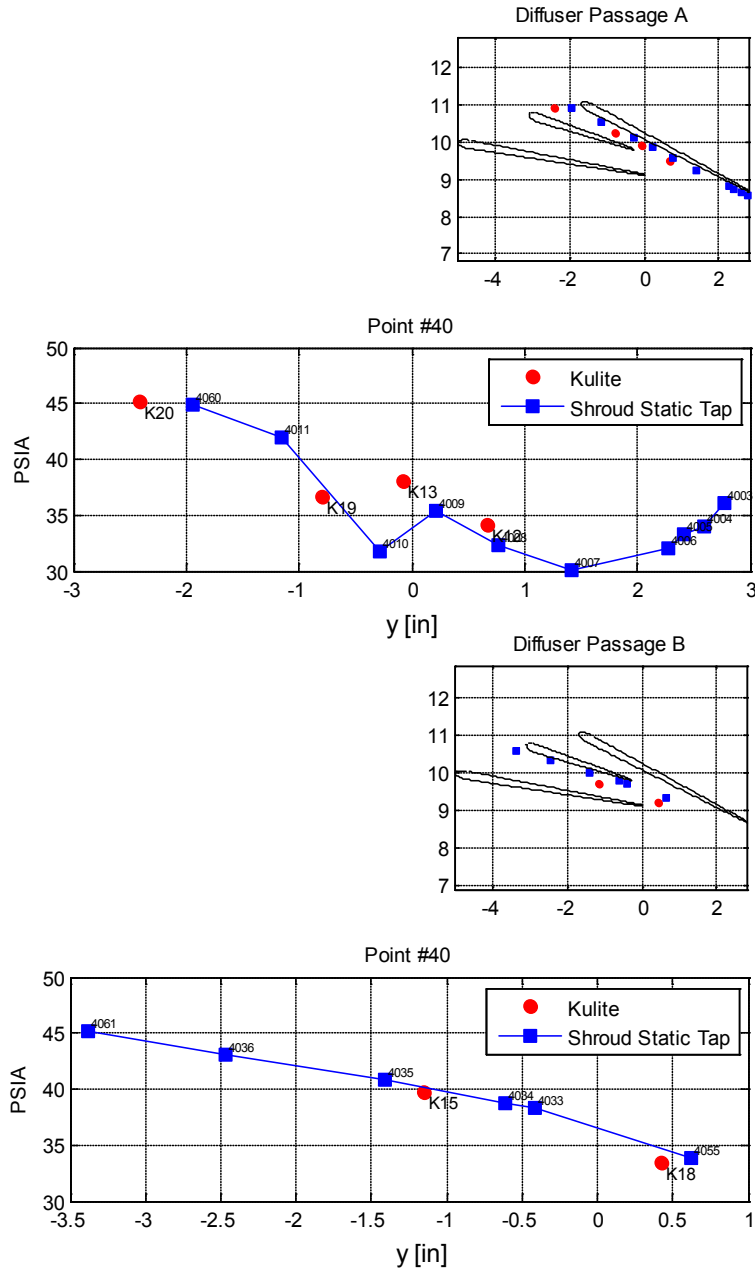 Diffuser Passage A
12
11
10
9
8
7
-4 -2 0 2
Point #40
50
45
40
35
30
PSIA
Kulite
Shroud Static Tap
K20
4060
4011
K19
4010
K13
4009
K12
4008
4007
4006
4005
4004
4003
-3 -2 -1 0 1 2 3
y [in]
Diffuser Passage B
12
11
10
9
8
7
-4 -2 0 2
Point #40
50
45
40
35
30
PSIA
Kulite
Shroud Static Tap
4061
4036
4035
K15
4034
4033
4055
K18
-3.5 -3 -2.5 -2 -1.5 -1 -0.5 0 0.5 1
y [in]